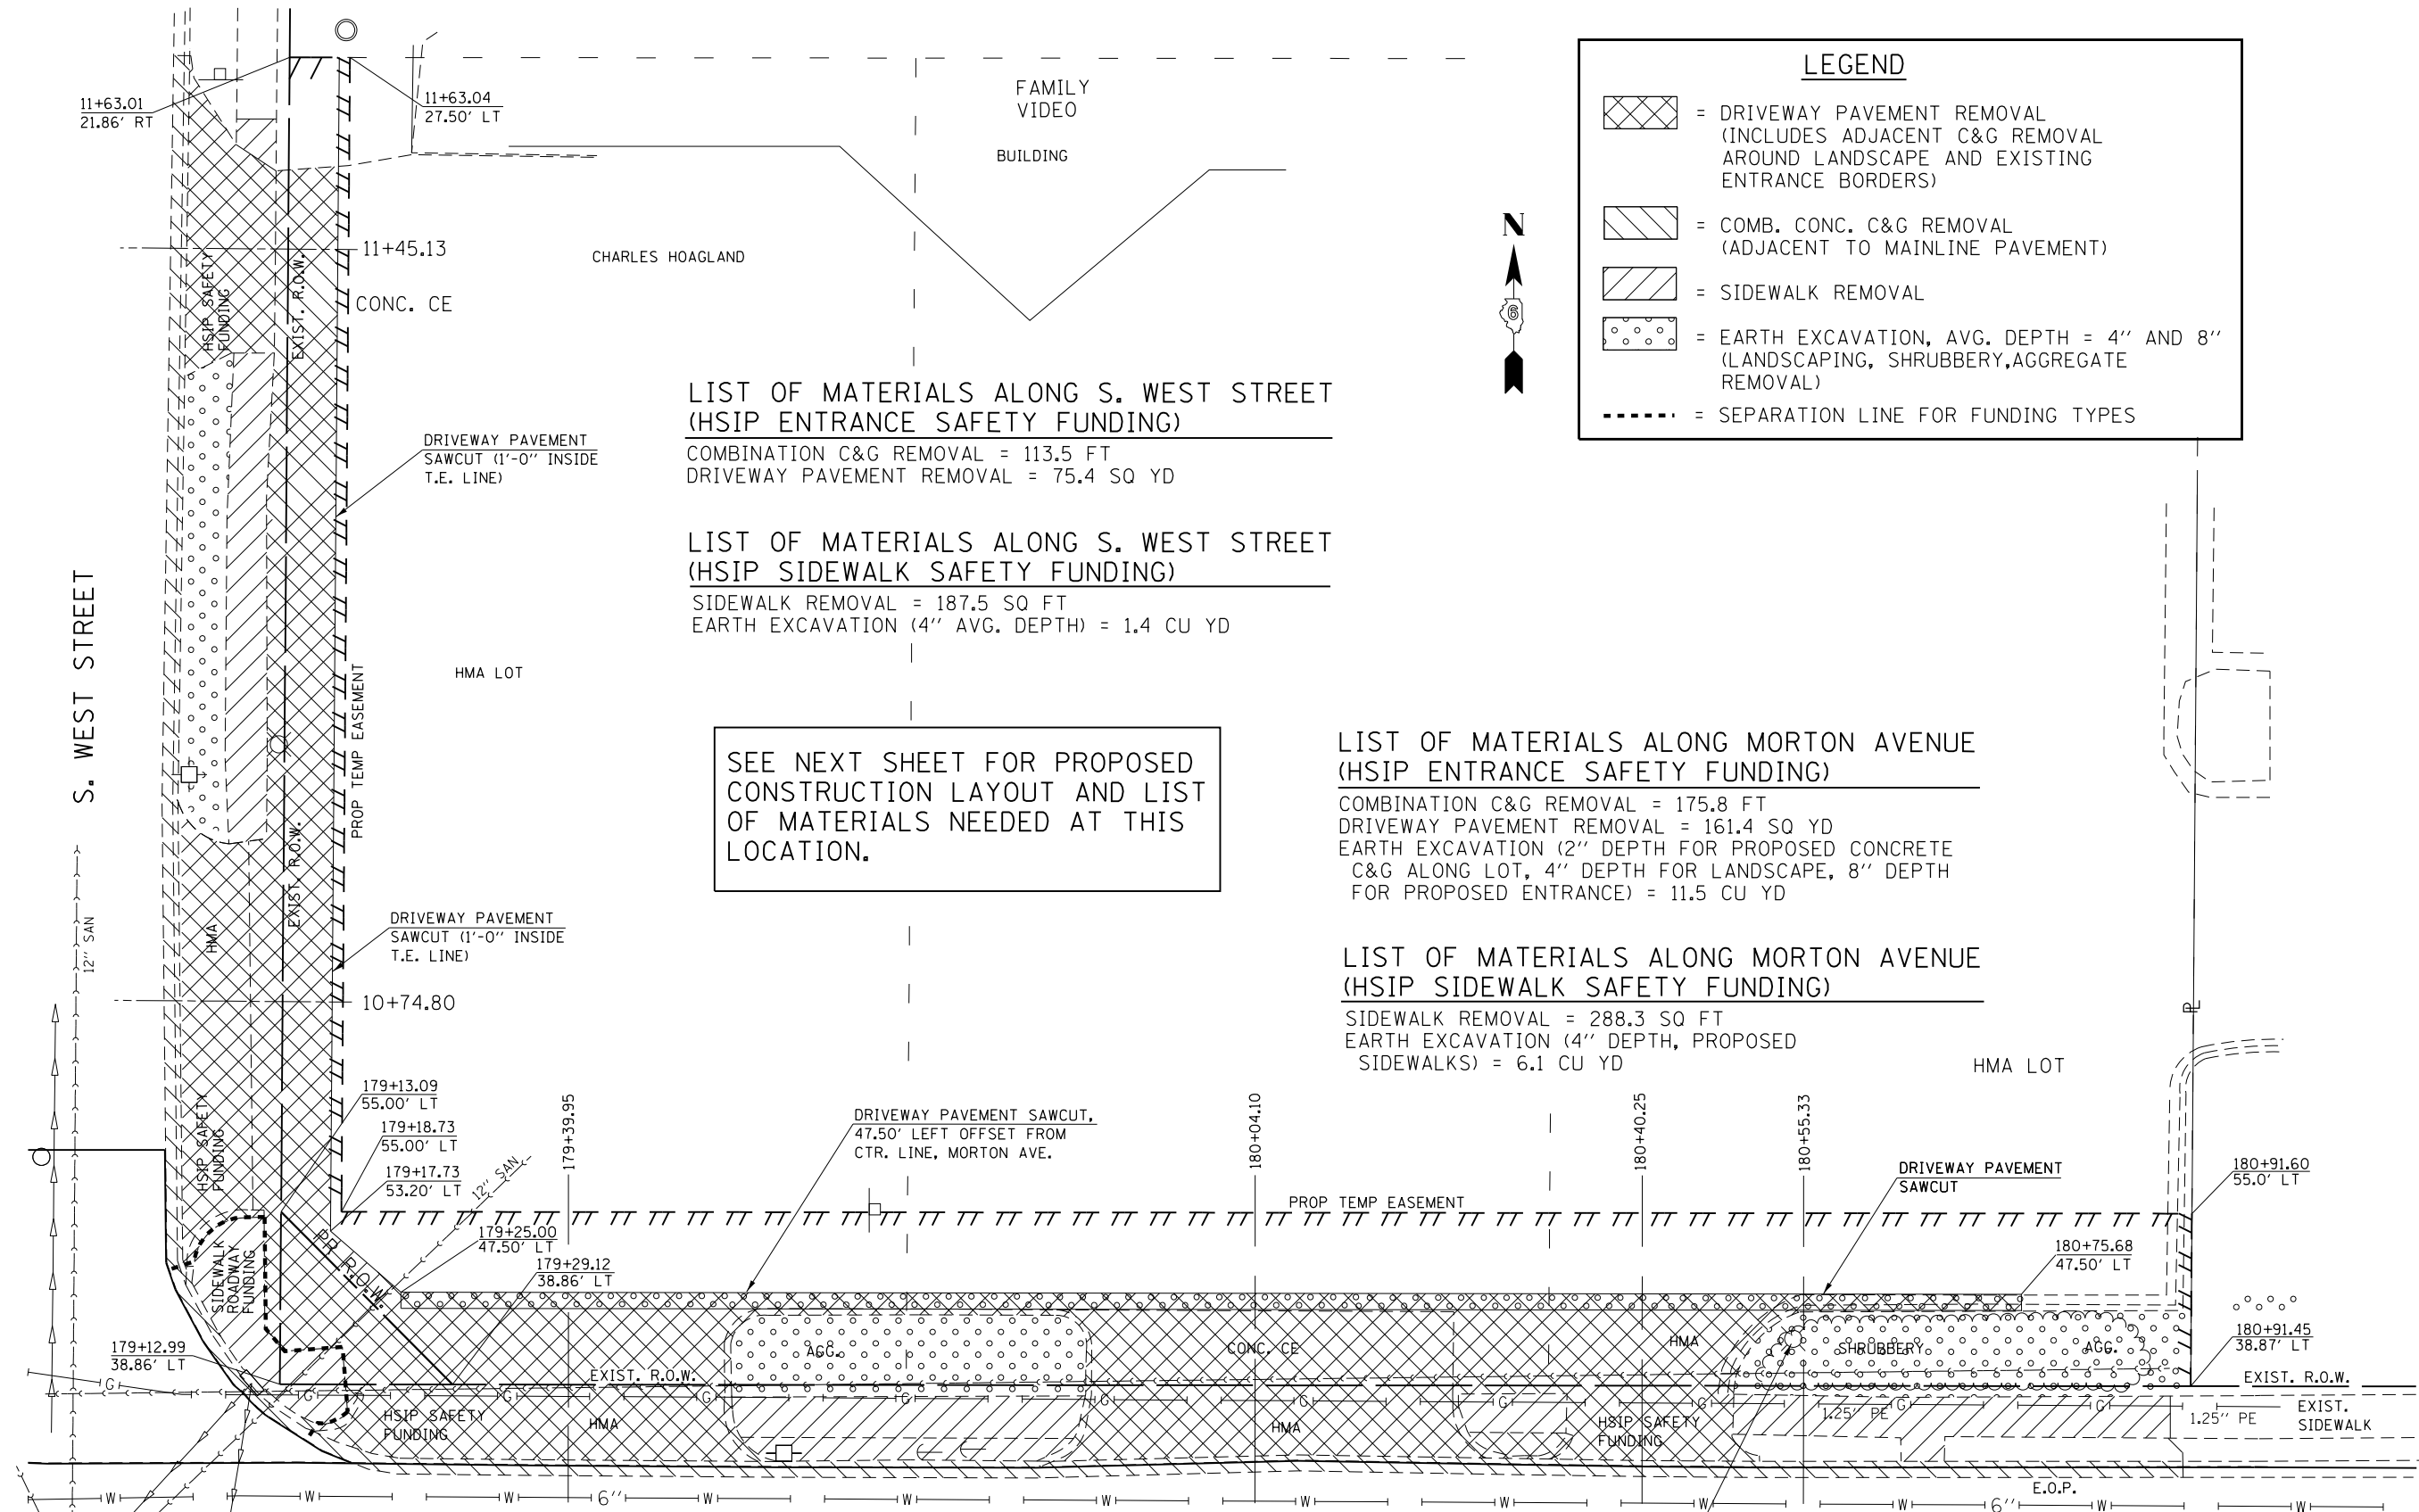 LEGEND
= DRIVEWAY PAVEMENT REMOVAL
(INCLUDES ADJACENT C&G REMOVAL
AROUND LANDSCAPE AND EXISTING
ENTRANCE BORDERS)
= COMB. CONC. C&G REMOVAL
(ADJACENT TO MAINLINE PAVEMENT)
= SIDEWALK REMOVAL
= EARTH EXCAVATION, AVG. DEPTH = 4'' AND 8''
(LANDSCAPING, SHRUBBERY,AGGREGATE
REMOVAL)
= SEPARATION LINE FOR FUNDING TYPES
N
6
11+63.01
21.86' RT
11+63.04
27.50' LT
FAMILY
VIDEO
BUILDING
11+45.13
CHARLES HOAGLAND
CONC. CE
HSIP SAFETY
FUNDING
EXIST. R.O.W.
LIST OF MATERIALS ALONG S. WEST STREET
(HSIP ENTRANCE SAFETY FUNDING)
COMBINATION C&G REMOVAL = 113.5 FT
DRIVEWAY PAVEMENT REMOVAL = 75.4 SQ YD
DRIVEWAY PAVEMENT
SAWCUT (1'-0'' INSIDE
T.E. LINE)
LIST OF MATERIALS ALONG S. WEST STREET
(HSIP SIDEWALK SAFETY FUNDING)
SIDEWALK REMOVAL = 187.5 SQ FT
EARTH EXCAVATION (4'' AVG. DEPTH) = 1.4 CU YD
S. WEST STREET
HMA LOT
PROP TEMP EASEMENT
SEE NEXT SHEET FOR PROPOSED
CONSTRUCTION LAYOUT AND LIST
OF MATERIALS NEEDED AT THIS
LOCATION.
LIST OF MATERIALS ALONG MORTON AVENUE
(HSIP ENTRANCE SAFETY FUNDING)
COMBINATION C&G REMOVAL = 175.8 FT
DRIVEWAY PAVEMENT REMOVAL = 161.4 SQ YD
EARTH EXCAVATION (2'' DEPTH FOR PROPOSED CONCRETE
C&G ALONG LOT, 4'' DEPTH FOR LANDSCAPE, 8'' DEPTH
FOR PROPOSED ENTRANCE) = 11.5 CU YD
12'' SAN
HMA
EXIST. R.O.W.
DRIVEWAY PAVEMENT
SAWCUT (1'-0'' INSIDE
T.E. LINE)
LIST OF MATERIALS ALONG MORTON AVENUE
(HSIP SIDEWALK SAFETY FUNDING)
SIDEWALK REMOVAL = 288.3 SQ FT
EARTH EXCAVATION (4'' DEPTH, PROPOSED
SIDEWALKS) = 6.1 CU YD
10+74.80
PL
HMA LOT
179+13.09
55.00' LT
179+18.73
55.00' LT
179+17.73
53.20' LT
12'' SAN
179+39.95
DRIVEWAY PAVEMENT SAWCUT,
47.50' LEFT OFFSET FROM
CTR. LINE, MORTON AVE.
180+04.10
180+40.25
180+55.33
DRIVEWAY PAVEMENT
SAWCUT
180+91.60
55.0' LT
HSIP SAFETY
FUNDING
PROP TEMP EASEMENT
179+25.00
47.50' LT
179+29.12
38.86' LT
180+75.68
47.50' LT
SIDEWALK
ROADWAY
FUNDING
PR R.O.W.
179+12.99
38.86' LT
AGG.
CONC. CE
HMA
SHRUBBERY
AGG.
180+91.45
38.87' LT
EXIST. R.O.W.
EXIST. R.O.W.
G G G G G G G G G
HSIP SAFETY
FUNDING
HMA
HMA
HSIP SAFETY
FUNDING
1.25'' PE
1.25'' PE
EXIST.
SIDEWALK
E.O.P.
W W W 6'' W W W W W W W 6'' W W